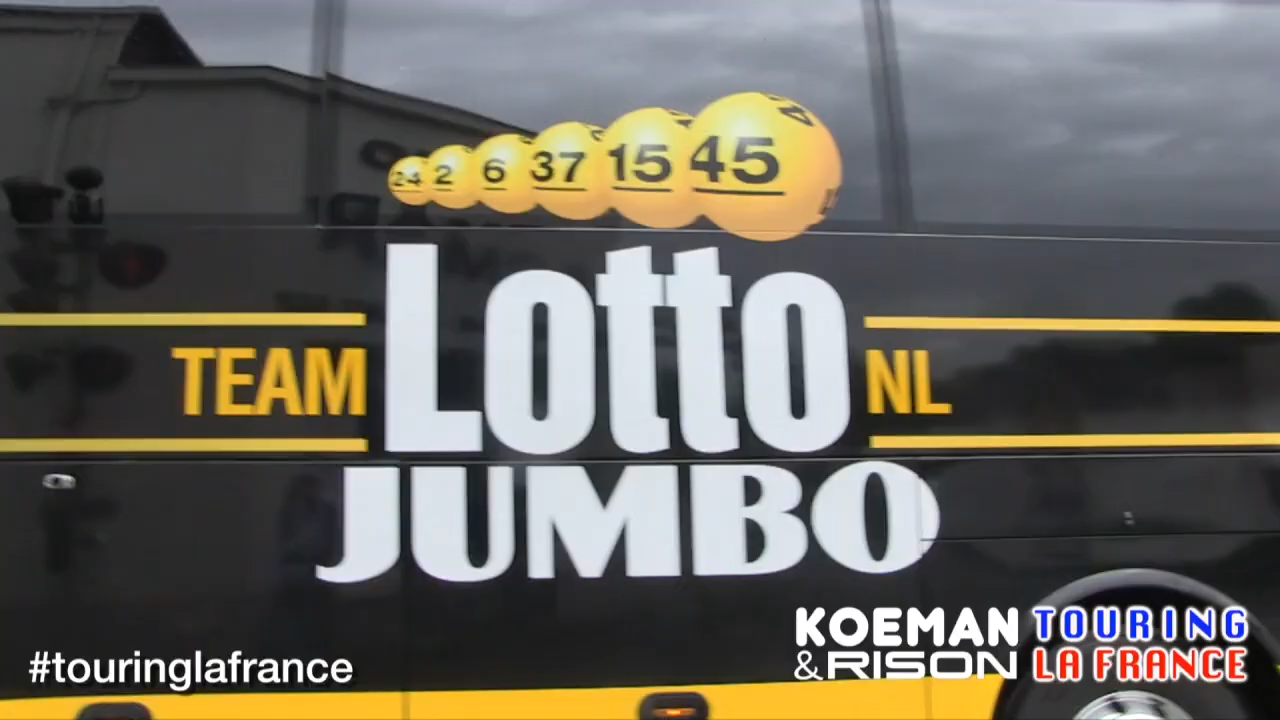 24 2 6 37 15 45
TEAM Lotto NL
JUMBO
#touringlafrance
KOEMAN & RISON
TOURING LA FRANCE